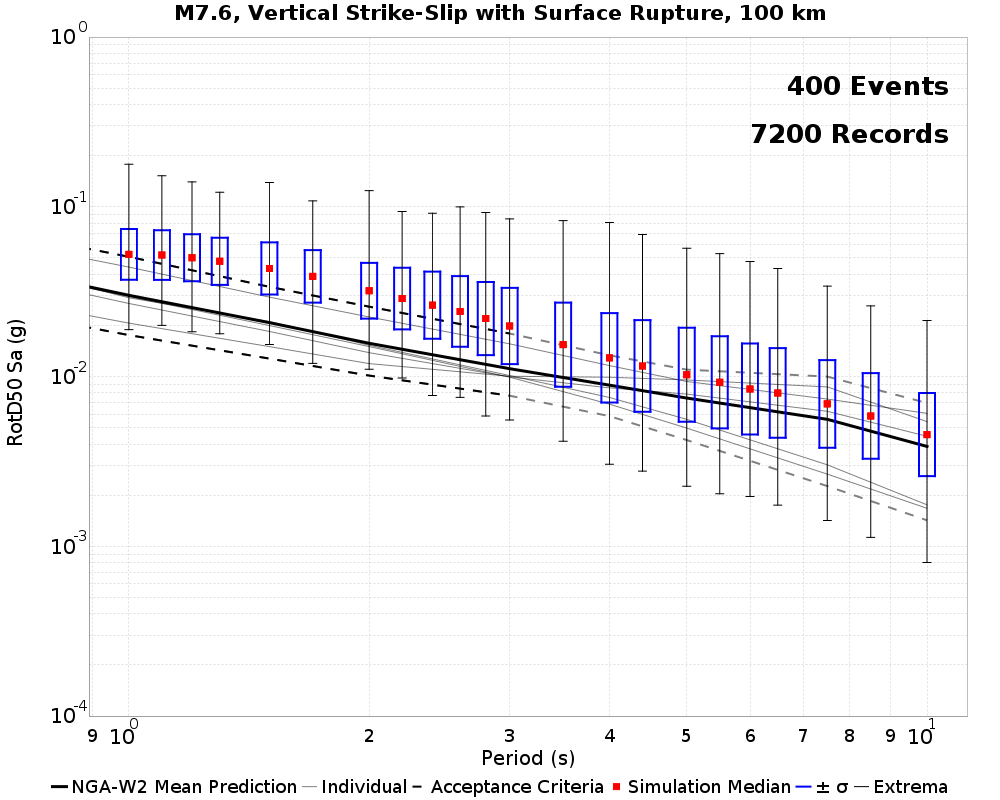 M7.6, Vertical Strike-Slip with Surface Rupture, 100 km
400 Events
7200 Records
RotD50 Sa (g)
10^0
10^-1
10^-2
10^-3
10^-4
9 10^0 2 3 4 5 6 7 8 9 10^1
Period (s)
NGA-W2 Mean Prediction Individual Acceptance Criteria Simulation Median ± σ Extrema